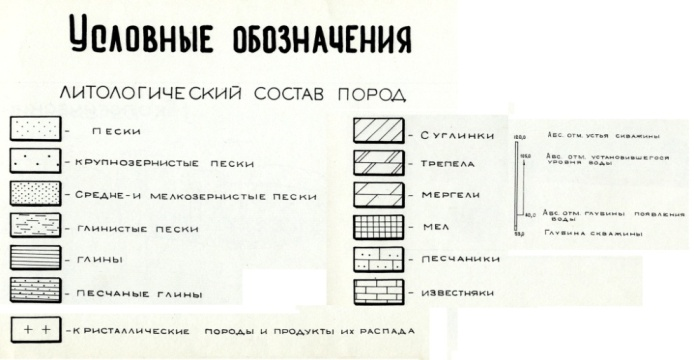 УСЛОВНЫЕ ОБОЗНАЧЕНИЯ
ЛИТОЛОГИЧЕСКИЙ СОСТАВ ПОРОД
- ПЕСКИ
- КРУПНОЗЕРНИСТЫЕ ПЕСКИ
- СРЕДНЕ-И МЕЛКОЗЕРНИСТЫЕ ПЕСКИ
- ГЛИНИСТЫЕ ПЕСКИ
- ГЛИНЫ
- ПЕСЧАНЫЕ ГЛИНЫ
- КРИСТАЛЛИЧЕСКИЕ ПОРОДЫ И ПРОДУКТЫ ИХ РАСПАДА
- СУГЛИНКИ
- ТРЕПЕЛА
- МЕРГЕЛИ
- МЕЛ
- ПЕСЧАНИКИ
- ИЗВЕСТНЯКИ
АБС. ОТМ. УСТЬЯ СКВАЖИНЫ
АБС. ОТМ. УСТАНОВИВШЕГОСЯ
УРОВНЯ ВОДЫ
АБС. ОТМ. ГЛУБИНЫ ПОЯВЛЕНИЯ
ВОДЫ
ГЛУБИНА СКВАЖИНЫ